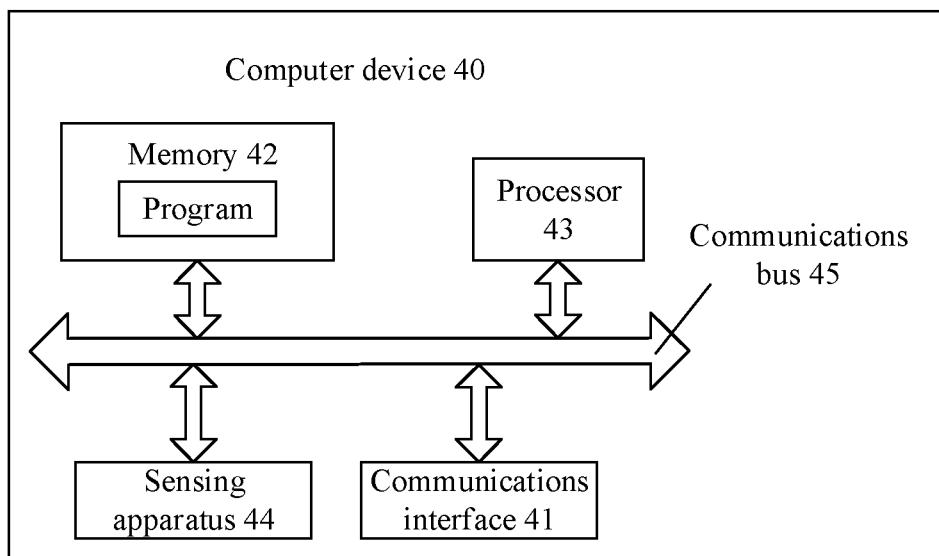 Computer device 40
Memory 42
Program
Processor
43
Communications
bus 45
Sensing
apparatus 44
Communications
interface 41